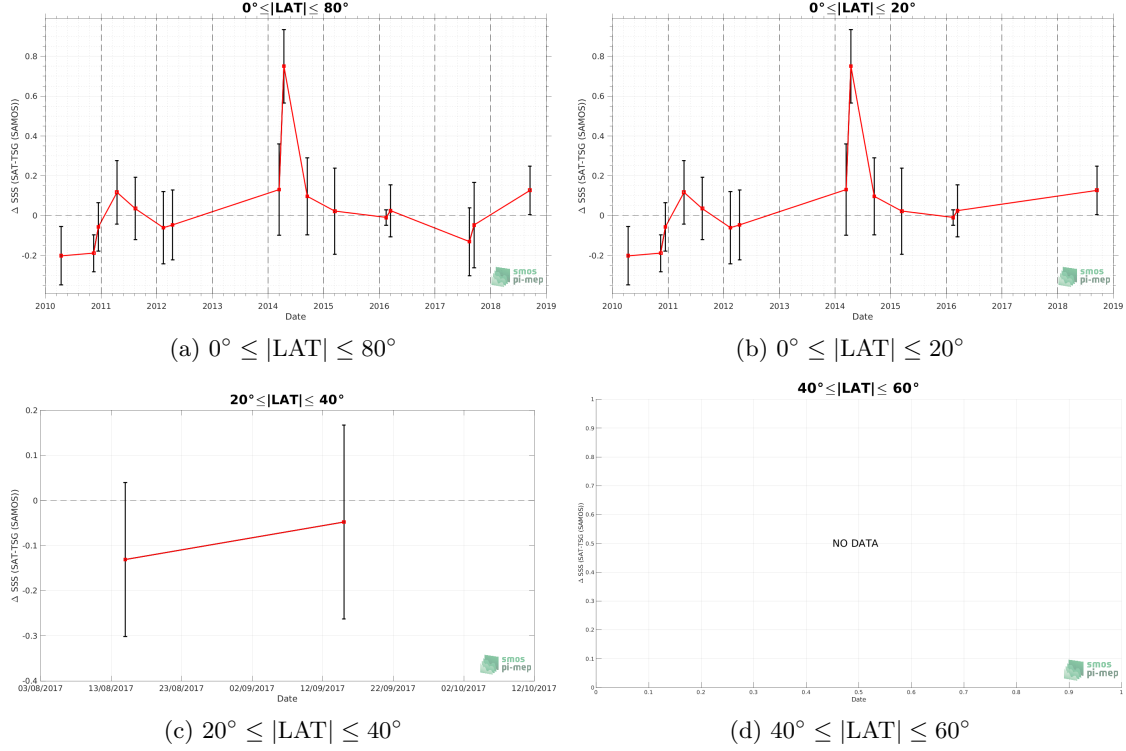 0°≤|LAT|≤ 80°
Δ SSS (SAT-TSG (SAMOS))
0.8
0.6
0.4
0.2
0
-0.2
2010 2011 2012 2013 2014 2015 2016 2017 2018 2019
Date
smos
pi-mep
(a) 0° ≤ |LAT| ≤ 80°
0°≤|LAT|≤ 20°
Δ SSS (SAT-TSG (SAMOS))
0.8
0.6
0.4
0.2
0
-0.2
2010 2011 2012 2013 2014 2015 2016 2017 2018 2019
Date
smos
pi-mep
(b) 0° ≤ |LAT| ≤ 20°
20°≤|LAT|≤ 40°
Δ SSS (SAT-TSG (SAMOS))
0.2
0.1
0
-0.1
-0.2
-0.3
-0.4
03/08/2017 13/08/2017 23/08/2017 02/09/2017 12/09/2017 22/09/2017 02/10/2017 12/10/2017
Date
smos
pi-mep
(c) 20° ≤ |LAT| ≤ 40°
40°≤|LAT|≤ 60°
Δ SSS (SAT-TSG (SAMOS))
1
0.9
0.8
0.7
0.6
0.5
0.4
0.3
0.2
0.1
0
NO DATA
0 0.1 0.2 0.3 0.4 0.5 0.6 0.7 0.8 0.9 1
Date
smos
pi-mep
(d) 40° ≤ |LAT| ≤ 60°